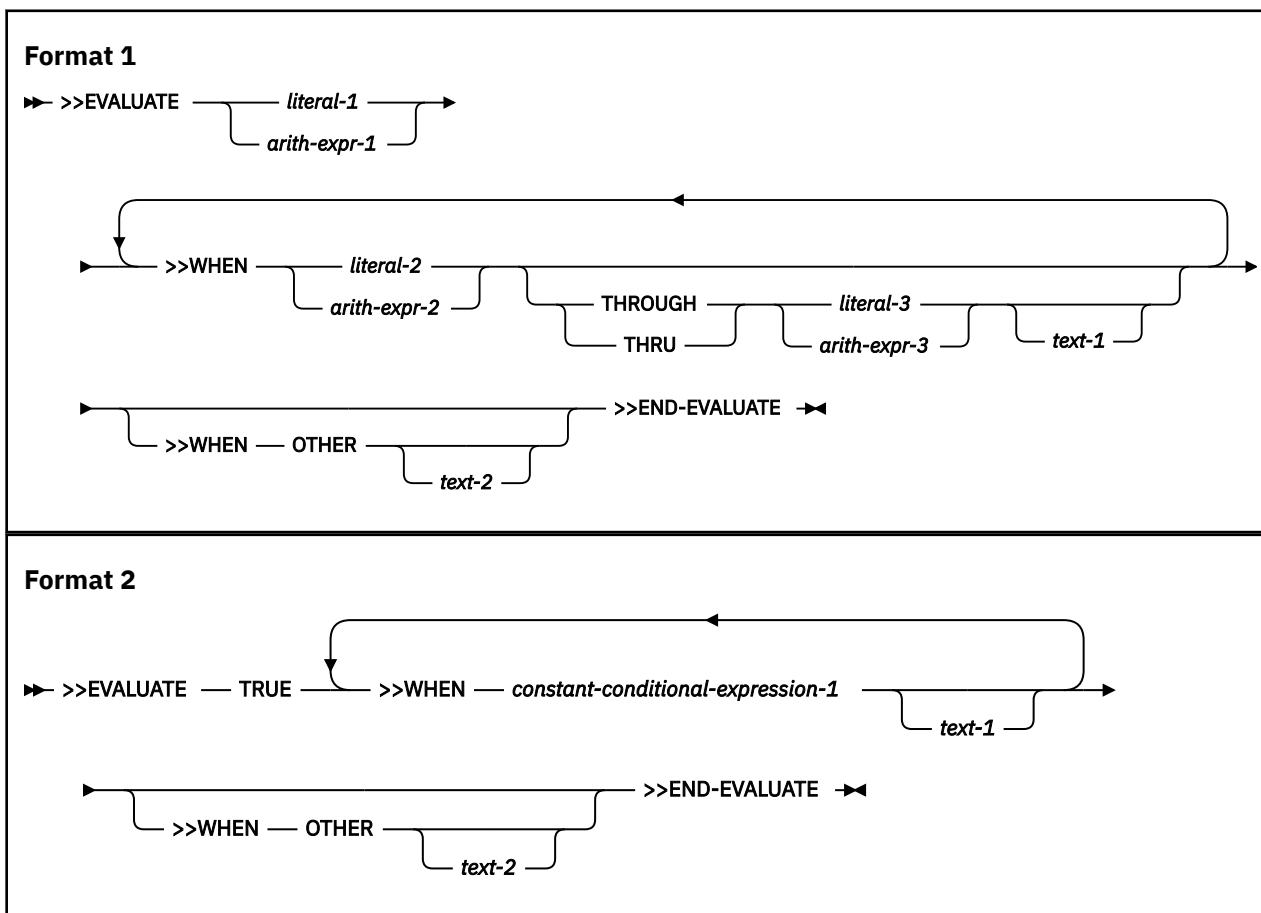 Format 1
>>EVALUATE literal-1
arith-expr-1
>>WHEN literal-2
arith-expr-2
THROUGH literal-3
THRU arith-expr-3 text-1
>>END-EVALUATE
>>WHEN OTHER
text-2
Format 2
>>EVALUATE TRUE >>WHEN constant-conditional-expression-1
text-1
>>END-EVALUATE
>>WHEN OTHER
text-2